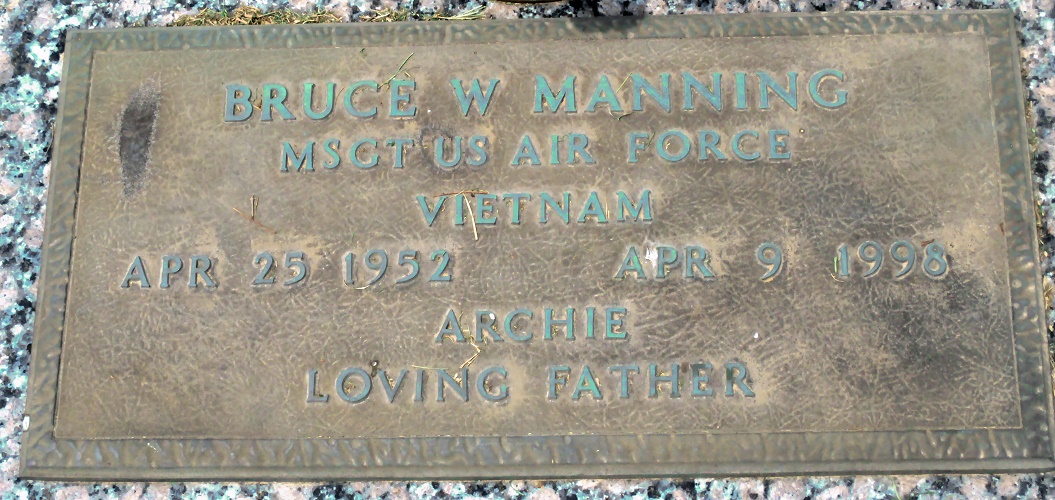 BRUCE W MANNING
MSGT US AIR FORCE
VIETNAM
APR 25 1952 APR 9 1998
ARCHIE
LOVING FATHER